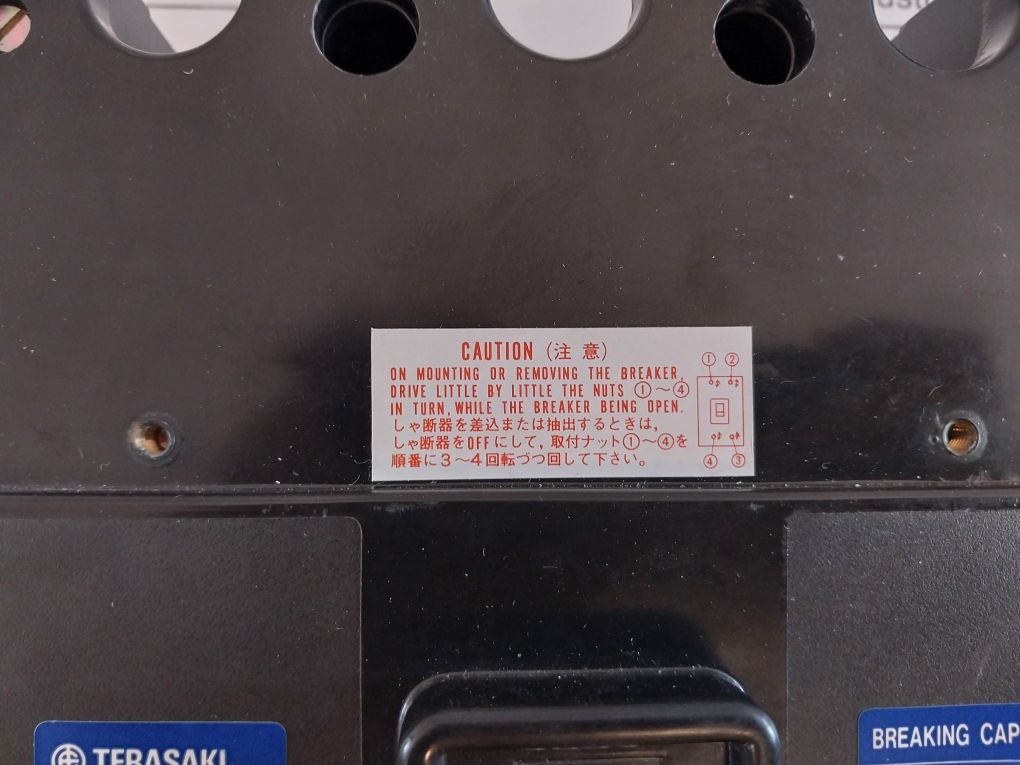 CAUTION (注意)
ON MOUNTING OR REMOVING THE BREAKER,
DRIVE LITTLE BY LITTLE THE NUTS ①～④
IN TURN, WHILE THE BREAKER BEING OPEN.
しゃ断器を差込または抽出するときは,
しゃ断器をOFFにして, 取付ナット①～④を
順番に3～4回転づつ回して下さい。
① ②
④ ③
TERASAKI
BREAKING CAP